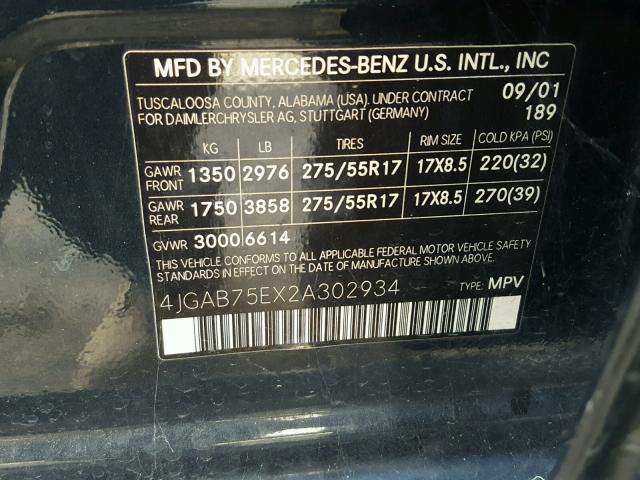 MFD BY MERCEDES-BENZ U.S. INTL., INC
TUSCALOOSA COUNTY, ALABAMA (USA). UNDER CONTRACT 09/01
FOR DAIMLERCHRYSLER AG, STUTTGART (GERMANY) 189
KG LB TIRES RIM SIZE COLD KPA (PSI)
GAWR FRONT 1350 2976 275/55R17 17X8.5 220(32)
GAWR REAR 1750 3858 275/55R17 17X8.5 270(39)
GVWR 3000 6614
THIS VEHICLE CONFORMS TO ALL APPLICABLE FEDERAL MOTOR VEHICLE SAFETY
STANDARDS IN EFFECT ON THE DATE OF MANUFACTURE SHOWN ABOVE.
4JGAB75EX2A302934 TYPE: MPV